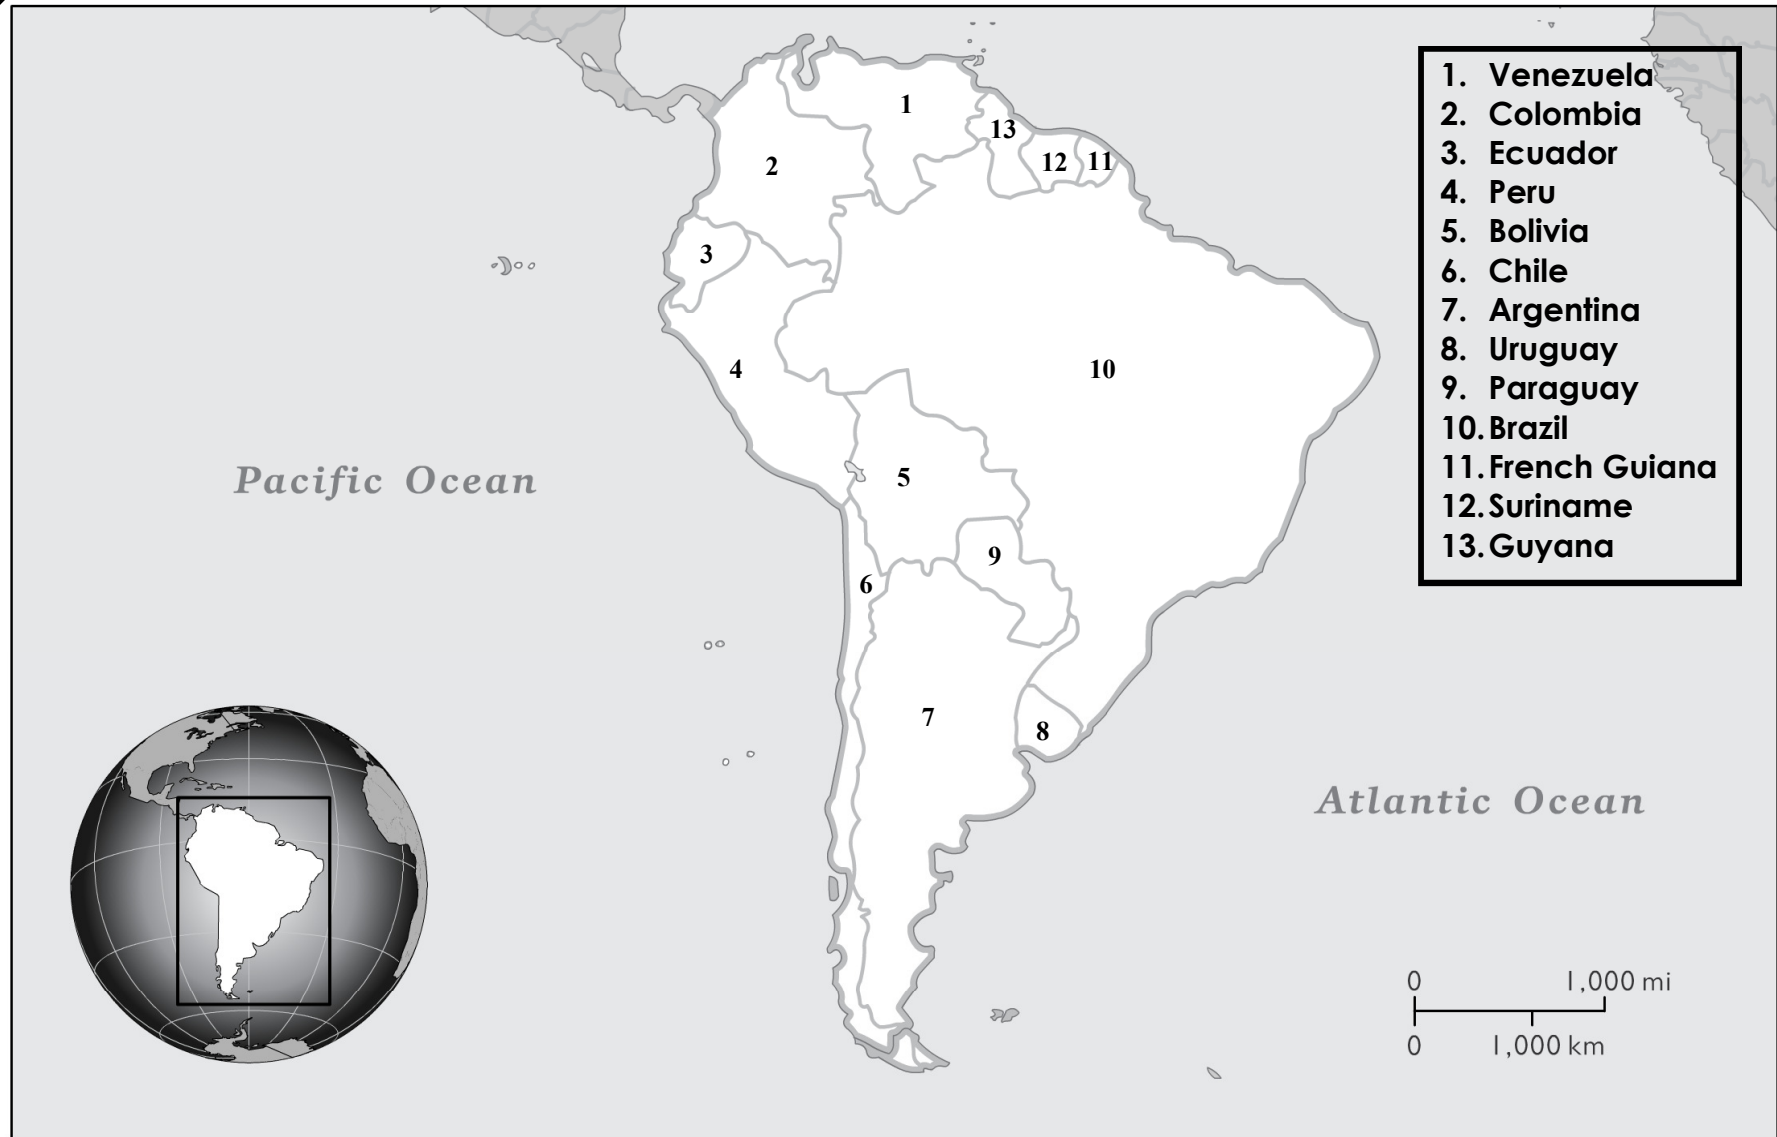 1. Venezuela
2. Colombia
3. Ecuador
4. Peru
5. Bolivia
6. Chile
7. Argentina
8. Uruguay
9. Paraguay
10. Brazil
11. French Guiana
12. Suriname
13. Guyana
1
13
2
12
11
3
4
10
Pacific Ocean
5
9
6
7
8
Atlantic Ocean
0 1,000 mi
0 1,000 km